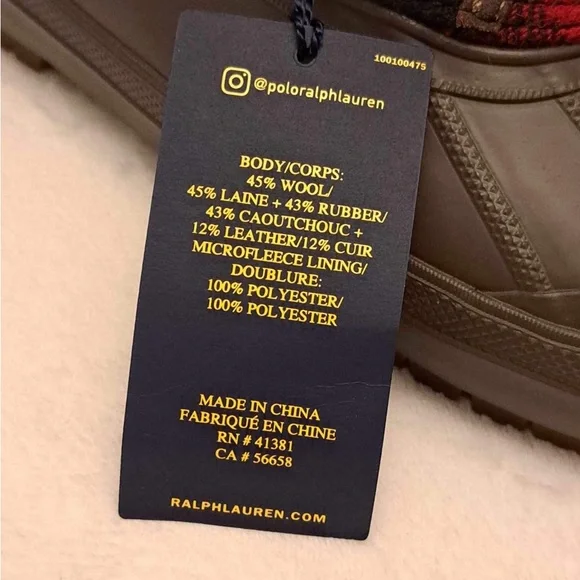 100100475
@poloralphlauren
BODY/CORPS:
45% WOOL/
45% LAINE + 43% RUBBER/
43% CAOUTCHOUC +
12% LEATHER/12% CUIR
MICROFLEECE LINING/
DOUBLURE:
100% POLYESTER/
100% POLYESTER
MADE IN CHINA
FABRIQUÉ EN CHINE
RN # 41381
CA # 56658
RALPHLAUREN.COM